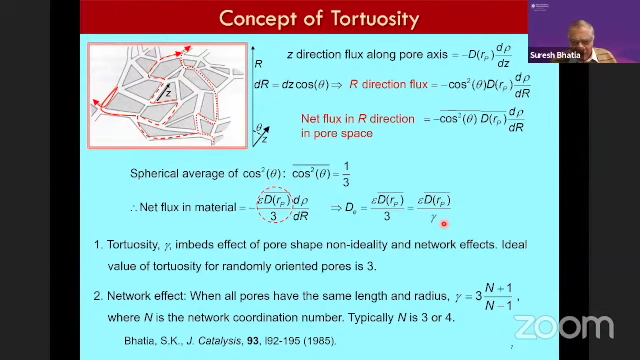 Concept of Tortuosity
Suresh Bhatia
z direction flux along pore axis = −D(r_P) dρ/dz
R
z
dR = dz cos(θ) ⇒ R direction flux = −cos²(θ)D(r_P) dρ/dR
θ
z
Net flux in R direction in pore space = −\overline{cos²(θ)} \overline{D(r_P)} dρ/dR
Spherical average of cos²(θ): \overline{cos²(θ)} = 1/3
∴ Net flux in material = −ε\overline{D(r_P)}/3 dρ/dR ⇒ D_e = ε\overline{D(r_P)}/3 = ε\overline{D(r_P)}/γ
1. Tortuosity, γ, imbeds effect of pore shape non-ideality and network effects. Ideal
value of tortuosity for randomly oriented pores is 3.
2. Network effect: When all pores have the same length and radius, γ = 3 (N + 1)/(N − 1) ,
where N is the network coordination number. Typically N is 3 or 4.
Bhatia, S.K., J. Catalysis, 93, I92-195 (1985).
zoom